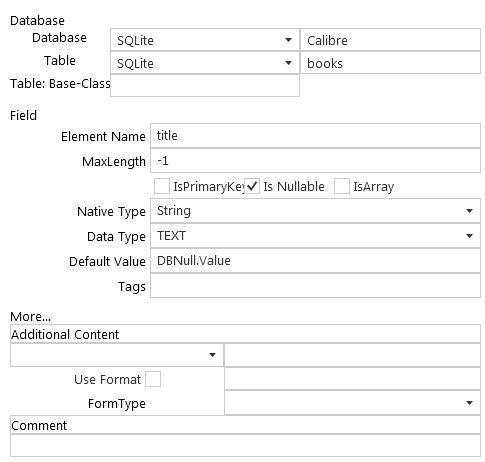 Database
Database SQLite Calibre
Table SQLite books
Table: Base-Class
Field
Element Name title
MaxLength -1
IsPrimaryKey Is Nullable IsArray
Native Type String
Data Type TEXT
Default Value DBNull.Value
Tags
More...
Additional Content
Use Format
FormType
Comment